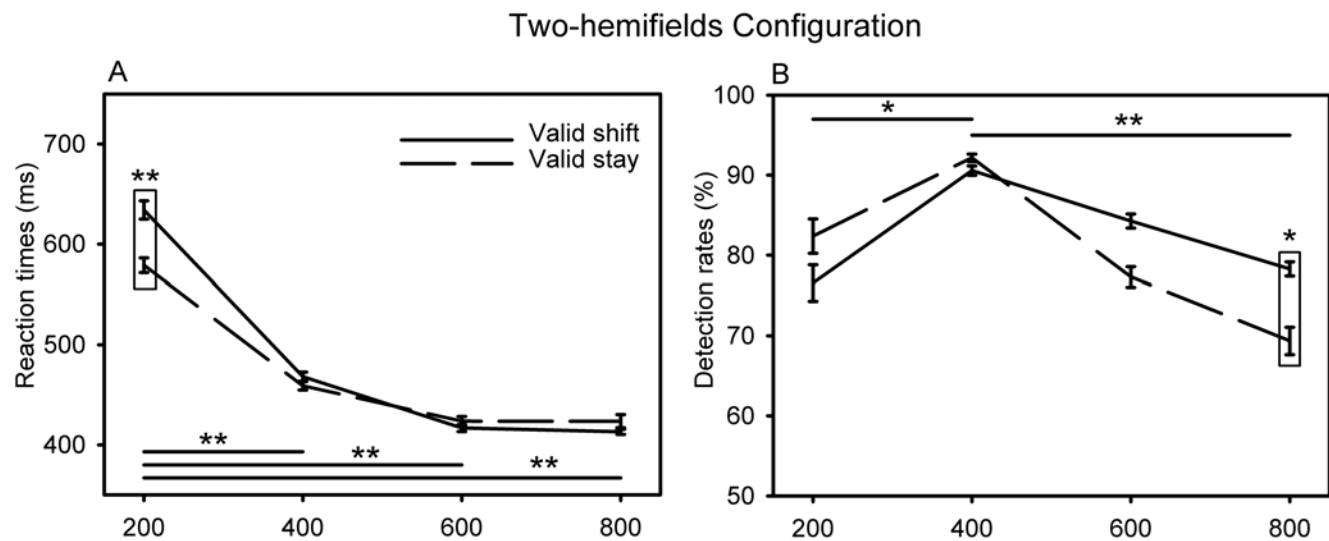 Two-hemifields Configuration
A
Reaction times (ms)
700
600
500
400
**
Valid shift
Valid stay
**
**
**
200 400 600 800
B
Detection rates (%)
100
90
80
70
60
50
*
**
*
200 400 600 800